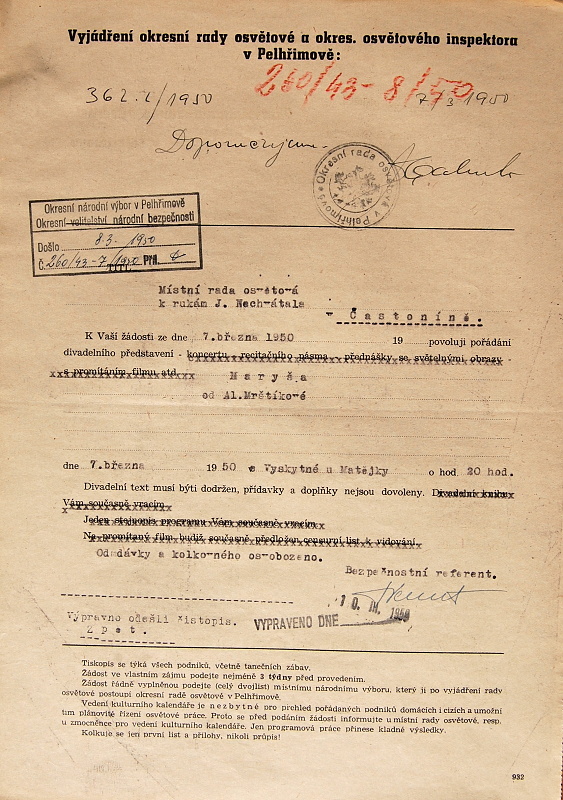 Vyjádření okresní rady osvětové a okres. osvětového inspektora
v Pelhřimově:
362.I/1950
260/43-8/50
7/3 1950
Doporučujeme
Okresní rada osvětová v Pelhřimově
Okresní národní výbor v Pelhřimově
Okresní velitelství národní bezpečnosti
Došlo 8.3. 1950
Č. 260/43-7/1950 Příl.
Místní rada osvětová
k rukám J. Nechvátala
v Častoníně.
K Vaší žádosti ze dne 7.března 1950 19 povoluji pořádání
divadelního představení - koncertu - recitačního pásma - přednášky se světelnými obrazy -
- s promítáním filmu atd. Maryša
od Al.Mrštíkové
dne 7.března 1950 v Vyskytné u Matějky o hod. 20 hod.
Divadelní text musí býti dodržen, přídavky a doplňky nejsou dovoleny. Divadelní knihu
Vám současně vracím
Jeden stejnopis programu Vám současně vracím
Na promítaný film budiž současně předložen censurní list k vidování.
Od dávky a kolkovného osvobozeno.
Bezpečnostní referent.
Výpravno odešli čistopis.
Zpět.
VYPRAVENO DNE 10. III. 1950
Tiskopis se týká všech podniků, včetně tanečních zábav.
Žádost ve vlastním zájmu podejte nejméně 3 týdny před provedením.
Žádost řádně vyplněnou podejte (celý dvojlist) místnímu národnímu výboru, který ji po vyjádření rady
osvětové postoupí okresní radě osvětové v Pelhřimově.
Vedení kulturního kalendáře je nezbytné pro přehled pořádaných podniků domácích i cizích a umožní
tím plánovité řízení osvětové práce. Proto se před podáním žádosti informujte u místní rady osvětové, resp.
u zmocněnce pro vedení kulturního kalendáře. Jen programová práce přinese kladné výsledky.
Kolkuje se jen první list a přílohy, nikoli průpis!
932